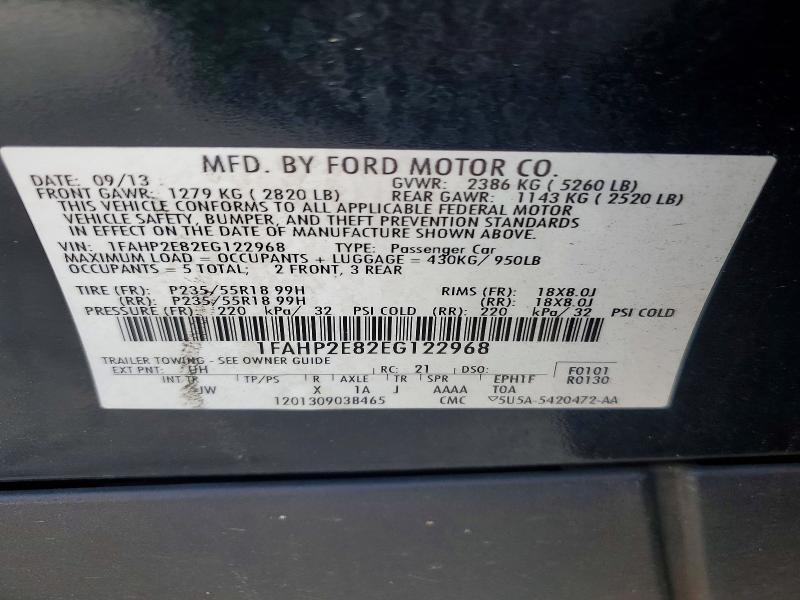 MFD. BY FORD MOTOR CO.
DATE: 09/13 GVWR: 2386 KG ( 5260 LB)
FRONT GAWR: 1279 KG ( 2820 LB) REAR GAWR: 1143 KG ( 2520 LB)
THIS VEHICLE CONFORMS TO ALL APPLICABLE FEDERAL MOTOR
VEHICLE SAFETY, BUMPER, AND THEFT PREVENTION STANDARDS
IN EFFECT ON THE DATE OF MANUFACTURE SHOWN ABOVE.
VIN: 1FAHP2E82EG122968 TYPE: Passenger Car
MAXIMUM LOAD = OCCUPANTS + LUGGAGE = 430KG/ 950LB
OCCUPANTS = 5 TOTAL; 2 FRONT, 3 REAR
TIRE (FR): P235/55R18 99H RIMS (FR): 18X8.0J
(RR): P235/55R18 99H (RR): 18X8.0J
PRESSURE (FR): 220 kPa/ 32 PSI COLD (RR): 220 kPa/ 32 PSI COLD
1FAHP2E82EG122968
TRAILER TOWING - SEE OWNER GUIDE
EXT PNT: UH RC: 21 DSO: F0101
INT TR TP/PS R AXLE TR SPR EPH1F R0130
JW X 1A J AAAA T0A
1201309038465 CMC 5U5A-5420472-AA